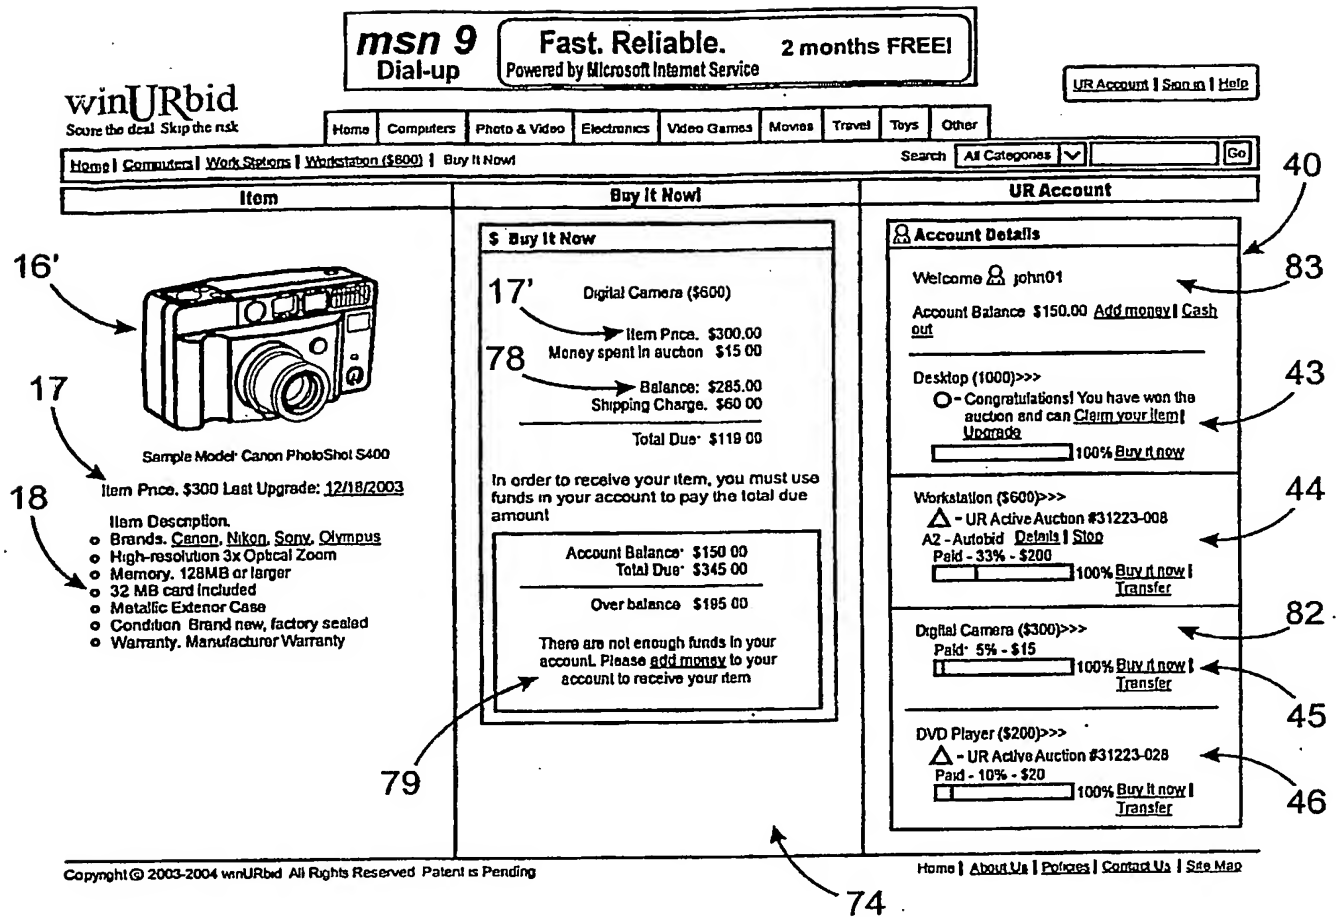 msn 9
Dial-up
Fast. Reliable.
Powered by Microsoft Internet Service
2 months FREE!
winURbid
Score the deal Skip the risk
UR Account | Sign in | Help
Home
Computers
Photo & Video
Electronics
Video Games
Movies
Travel
Toys
Other
Home | Computers | Work Stations | Workstation ($600) | Buy It Now!
Search
All Categories
Go
40
Item
Buy It Now!
UR Account
16'
17
Sample Model: Canon PhotoShot S400
Item Price. $300 Last Upgrade: 12/18/2003
18
Item Description.
Brands. Canon, Nikon, Sony, Olympus
High-resolution 3x Optical Zoom
Memory. 128MB or larger
32 MB card included
Metallic Exterior Case
Condition Brand new, factory sealed
Warranty. Manufacturer Warranty
$ Buy It Now
17'
Digital Camera ($600)
Item Price. $300.00
Money spent in auction $15 00
78
Balance: $285.00
Shipping Charge. $60 00
Total Due· $119 00
In order to receive your item, you must use
funds in your account to pay the total due
amount
Account Balance· $150 00
Total Due· $345 00
Over balance $195 00
There are not enough funds in your
account. Please add money to your
account to receive your item
79
74
Account Details
83
Welcome john01
Account Balance $150.00 Add money | Cash
out
43
Desktop (1000)>>>
- Congratulations! You have won the
auction and can Claim your item |
Upgrade
100% Buy it now
44
Workstation ($600)>>>
- UR Active Auction #31223-008
A2 - Autobid Details | Stop
Paid - 33% - $200
100% Buy it now |
Transfer
82
Digital Camera ($300)>>>
Paid· 5% - $15
100% Buy it now |
Transfer
45
DVD Player ($200)>>>
- UR Active Auction #31223-028
Paid - 10% - $20
100% Buy it now |
Transfer
46
Copyright © 2003-2004 winURbid All Rights Reserved Patent is Pending
Home | About Us | Policies | Contact Us | Site Map